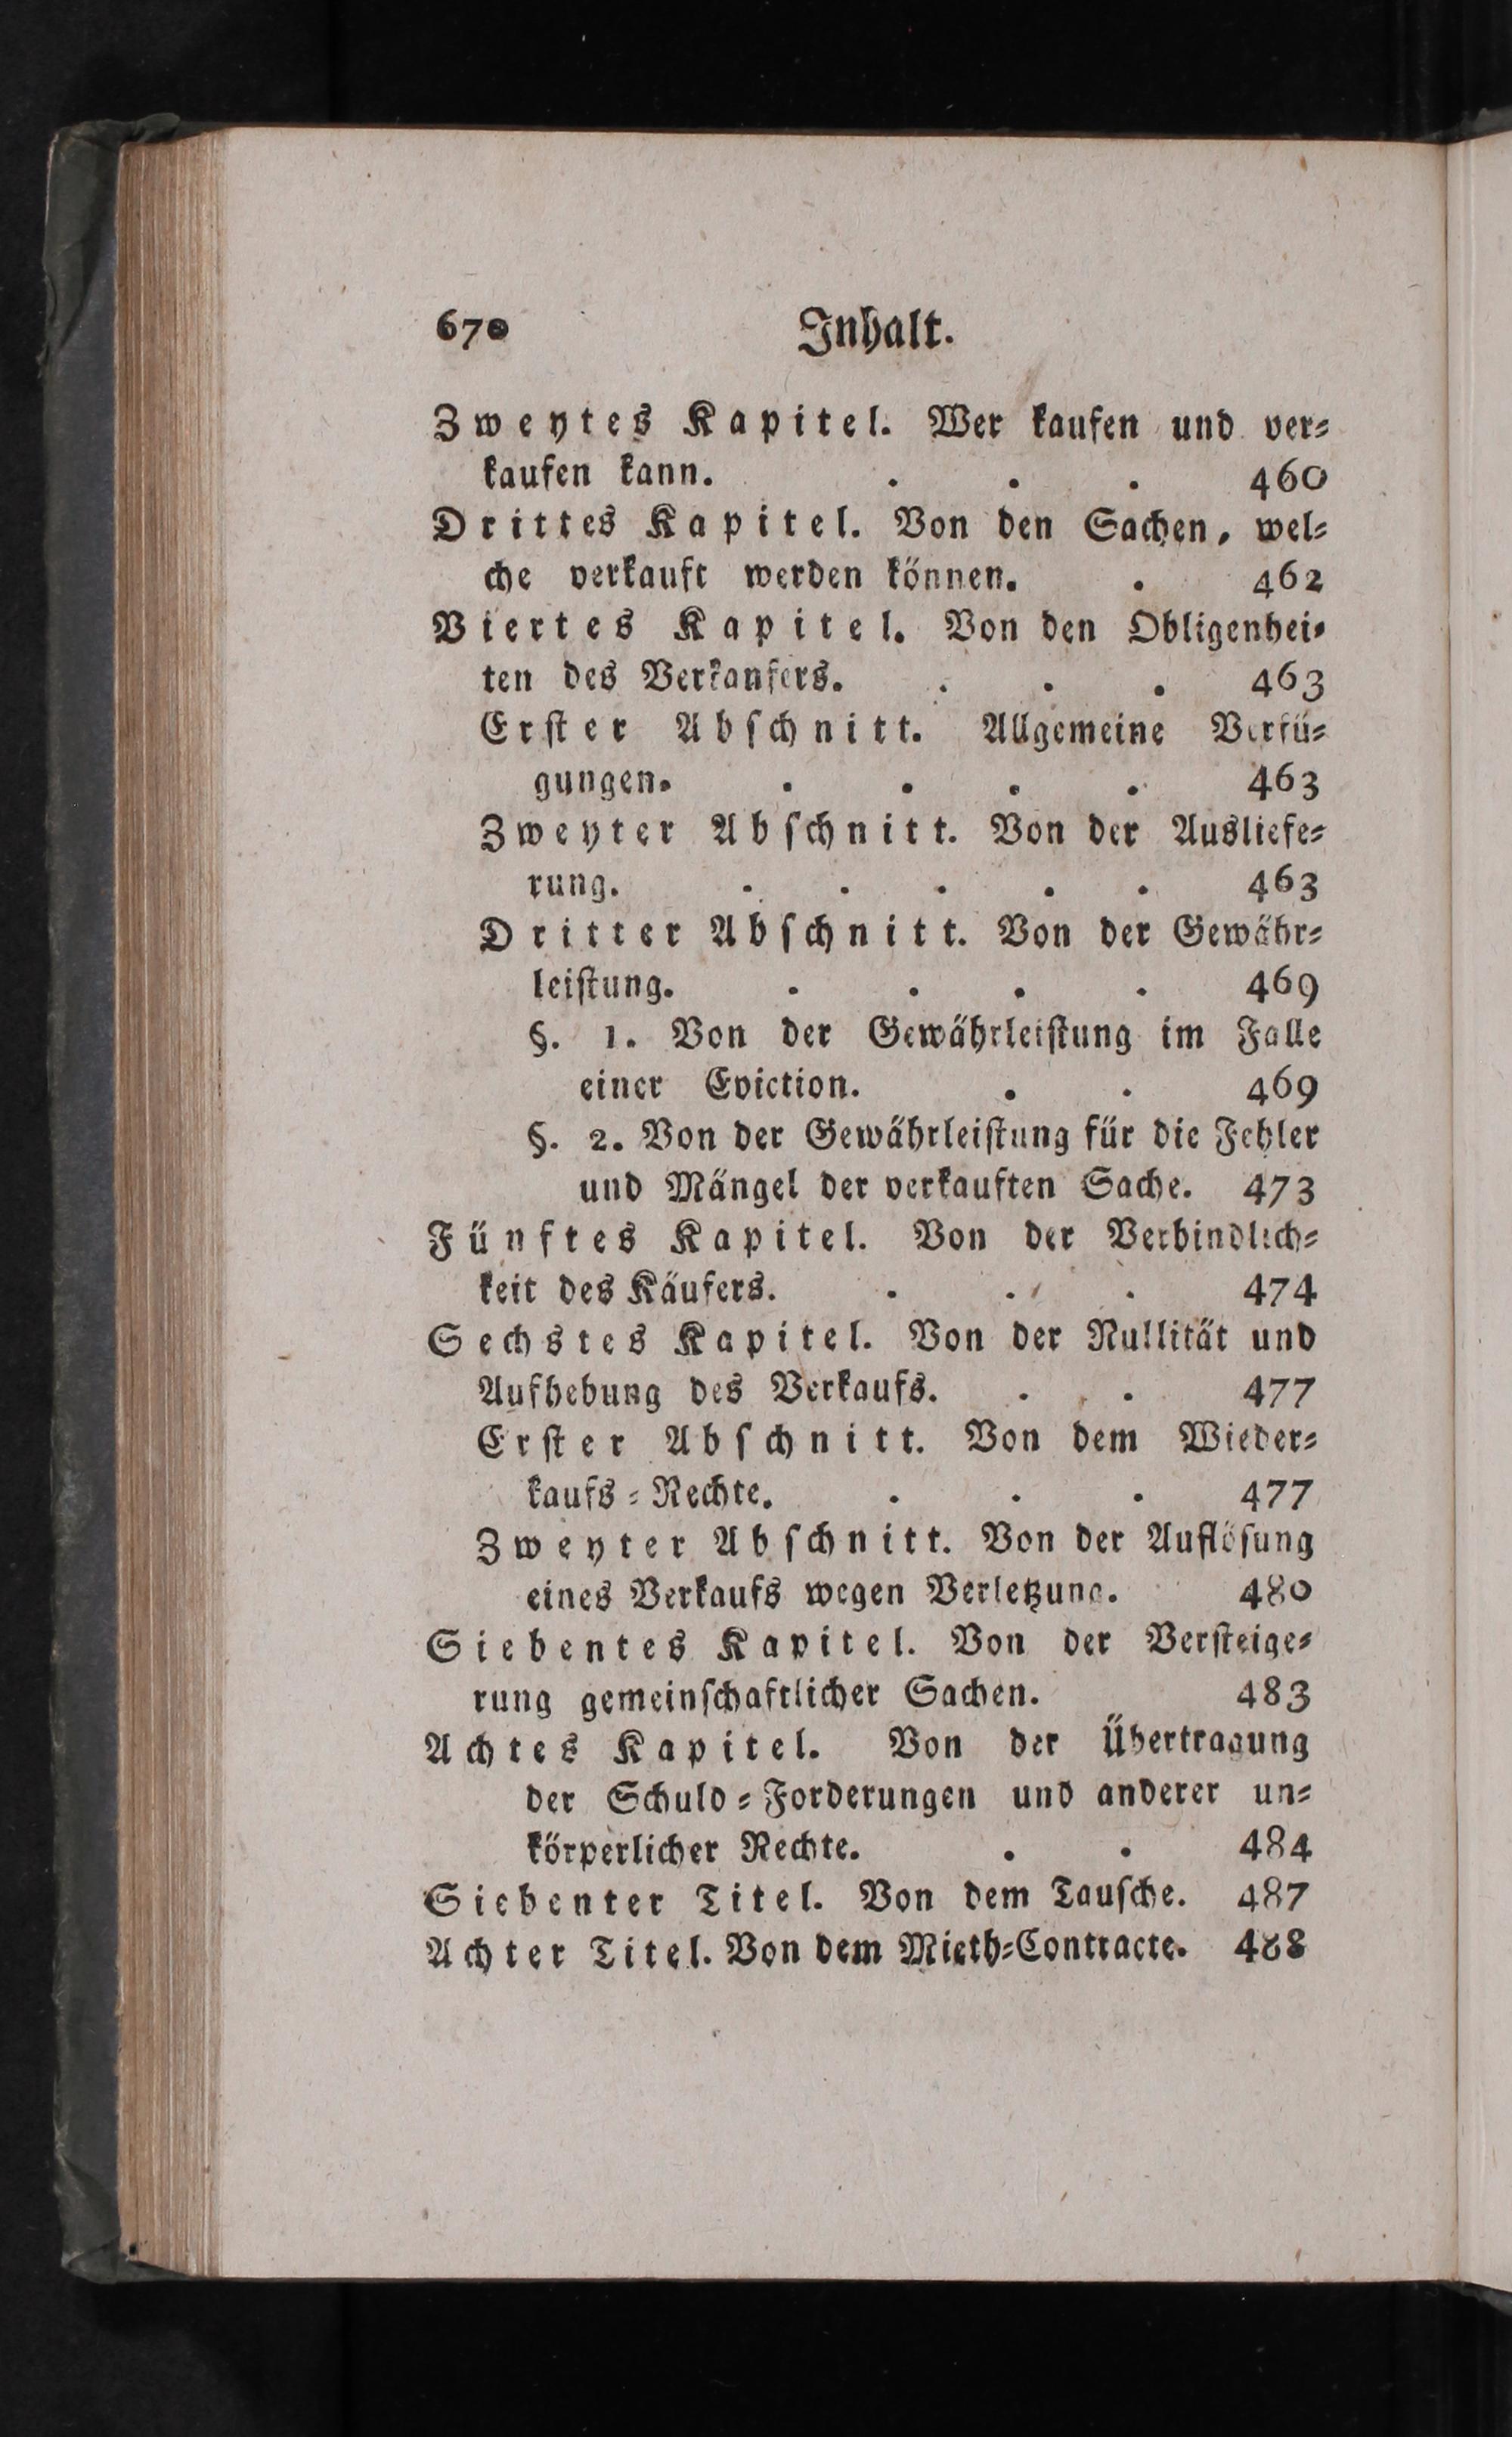 670 Inhalt.
Zweytes Kapitel. Wer kaufen und ver⸗
kaufen kann. . . . 460
Drittes Kapitel. Von den Sachen, wel⸗
che verkauft werden können. . 462
Viertes Kapitel. Von den Obligenhei⸗
ten des Verkanfers. . . . 463
Erster Abschnitt. Allgemeine Verfü⸗
gungen. . . . . 463
Zweyter Abschnitt. Von der Ausliefe⸗
rung. . . . . . 463
Dritter Abschnitt. Von der Gewähr⸗
leistung. . . . . 469
§. 1. Von der Gewährleistung im Falle
einer Eviction. . . 469
§. 2. Von der Gewährleistung für die Fehler
und Mängel der verkauften Sache. 473
Fünftes Kapitel. Von der Verbindlich⸗
keit des Käufers. . . . 474
Sechstes Kapitel. Von der Nullität und
Aufhebung des Verkaufs. . . 477
Erster Abschnitt. Von dem Wieder⸗
kaufs⸗Rechte. . . . 477
Zweyter Abschnitt. Von der Auflösung
eines Verkaufs wegen Verletzung. 480
Siebentes Kapitel. Von der Versteige⸗
rung gemeinschaftlicher Sachen. 483
Achtes Kapitel. Von der Übertragung
der Schuld⸗Forderungen und anderer un⸗
körperlicher Rechte. . . 484
Siebenter Titel. Von dem Tausche. 487
Achter Titel. Von dem Mieth⸗Contracte. 488